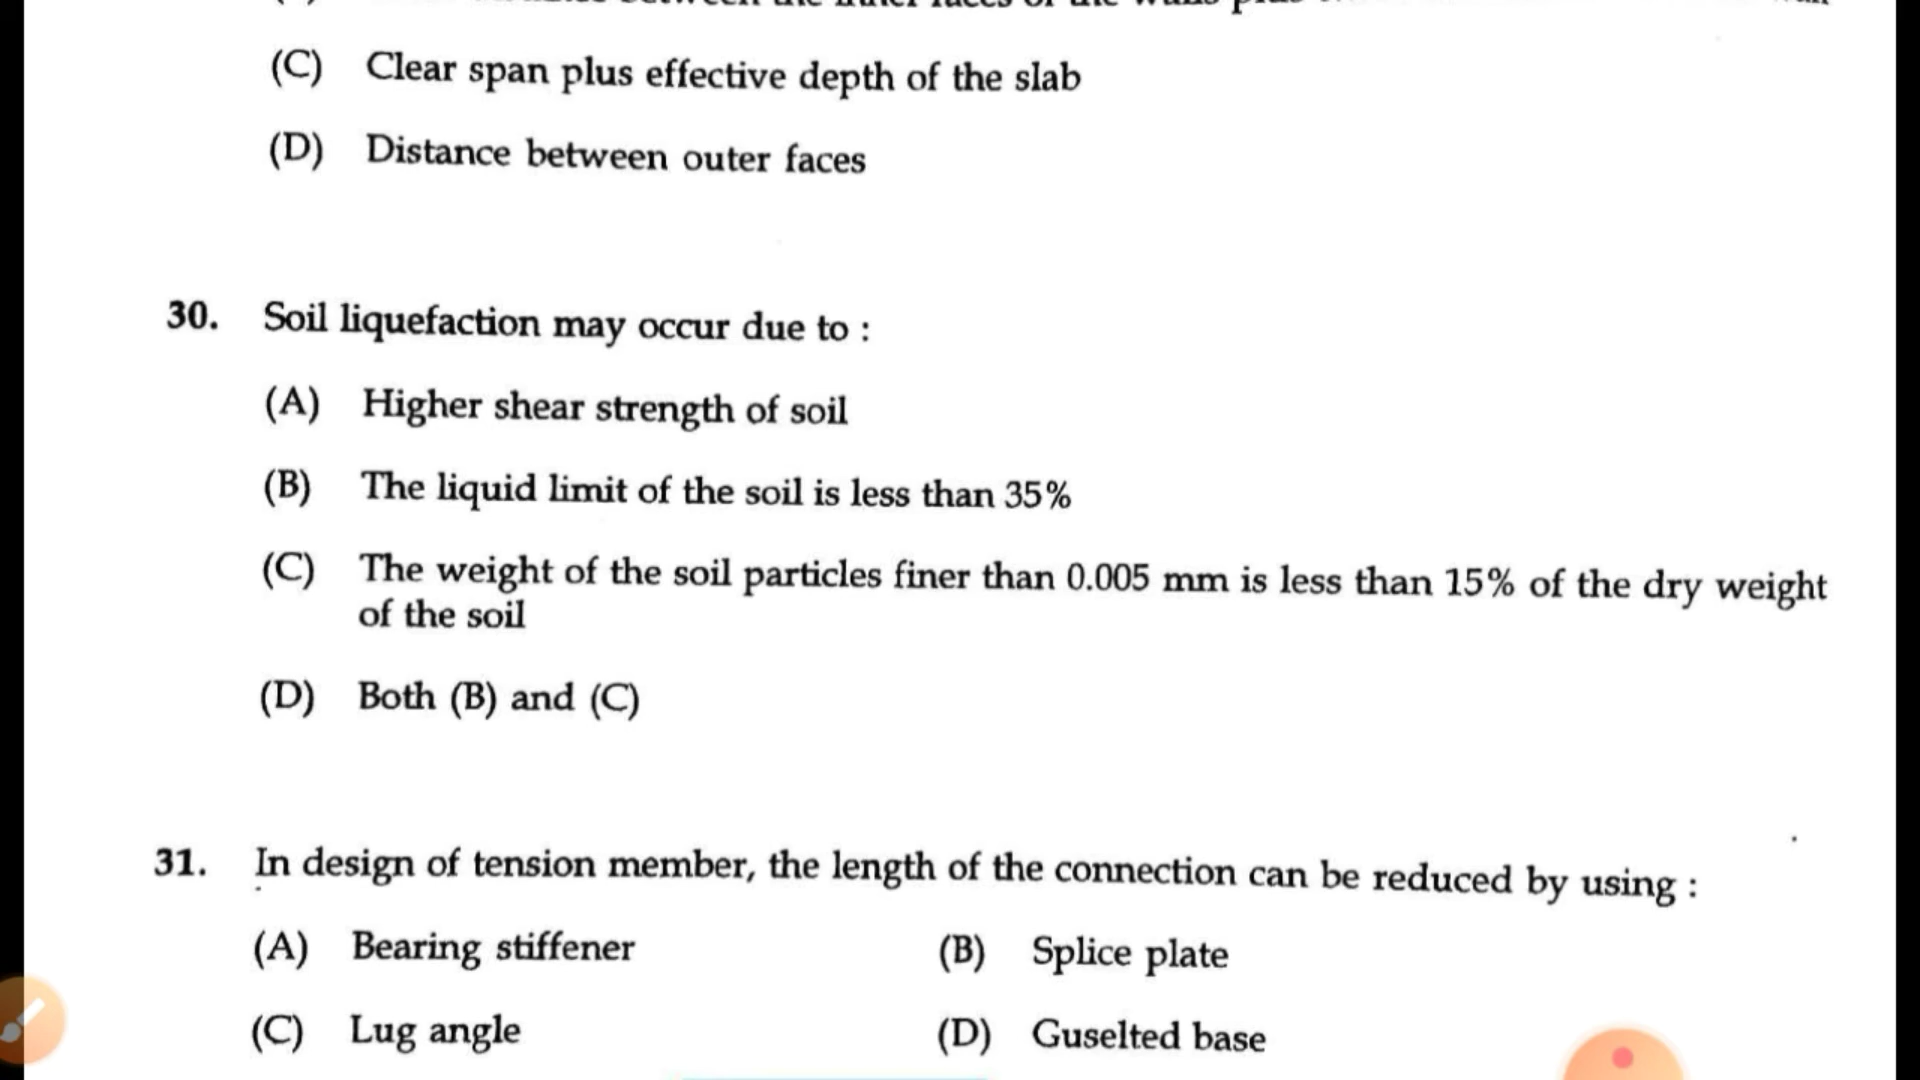 (C) Clear span plus effective depth of the slab
(D) Distance between outer faces
30. Soil liquefaction may occur due to :
(A) Higher shear strength of soil
(B) The liquid limit of the soil is less than 35%
(C) The weight of the soil particles finer than 0.005 mm is less than 15% of the dry weight
of the soil
(D) Both (B) and (C)
31. In design of tension member, the length of the connection can be reduced by using :
(A) Bearing stiffener (B) Splice plate
(C) Lug angle (D) Guselted base